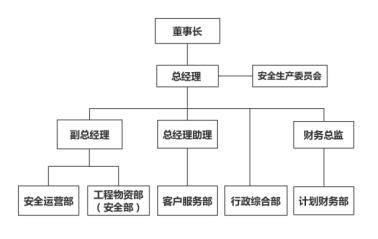 董事长
总经理
安全生产委员会
副总经理
总经理助理
财务总监
安全运营部
工程物资部
（安全部）
客户服务部
行政综合部
计划财务部